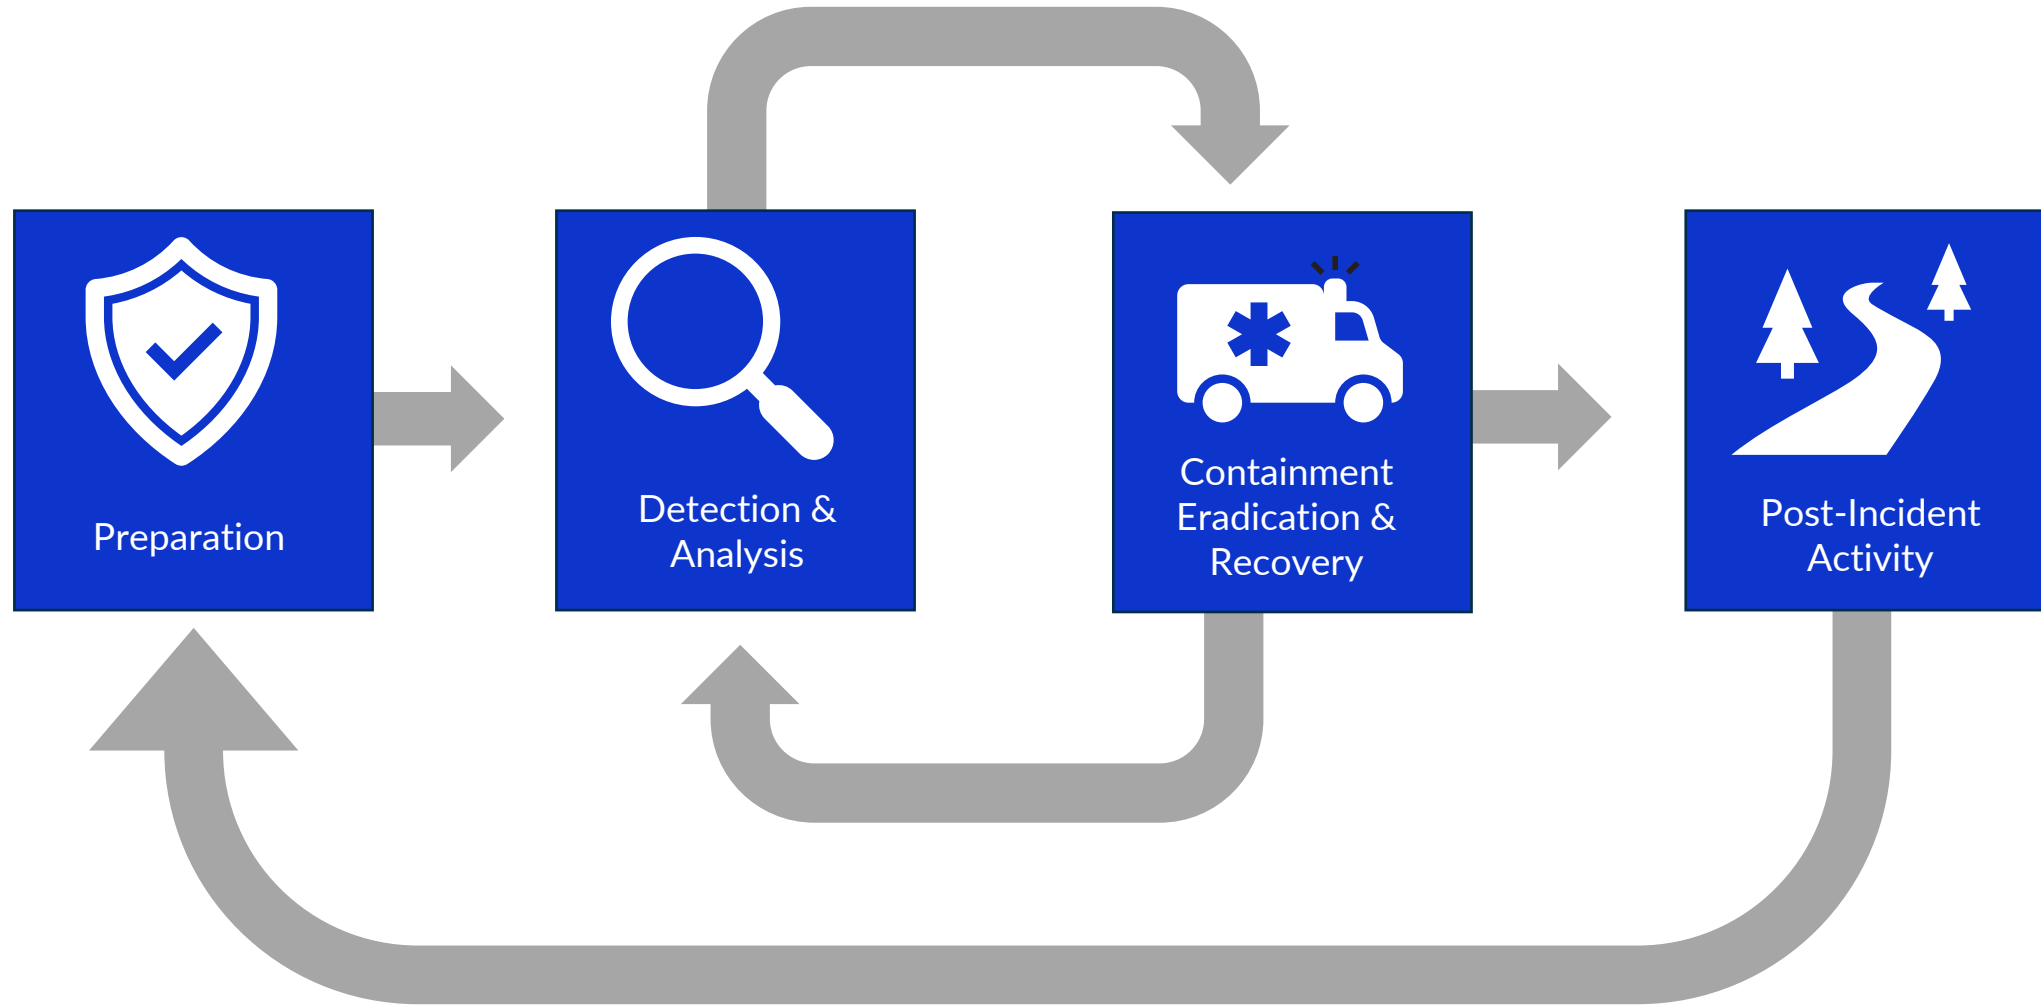 Preparation
Detection &
Analysis
Containment
Eradication &
Recovery
Post-Incident
Activity